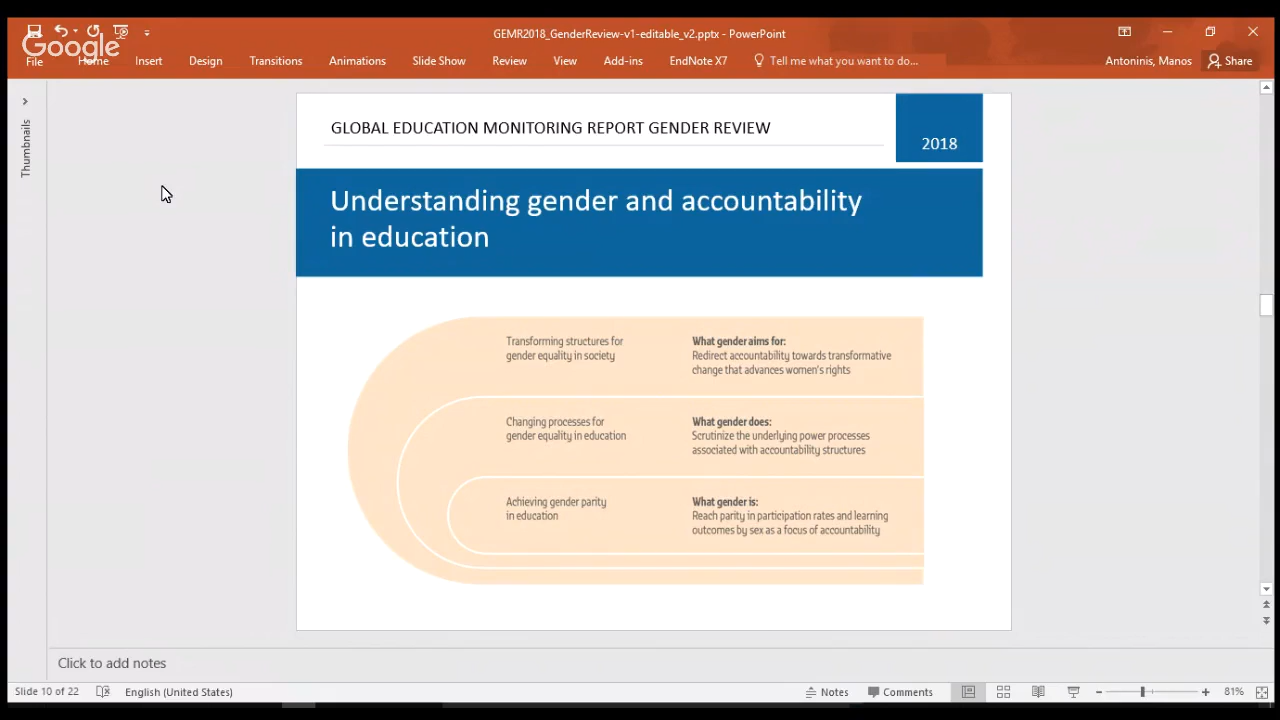 GEMR2018_GenderReview-v1-editable_v2.pptx - PowerPoint
Google
File Home Insert Design Transitions Animations Slide Show Review View Add-ins EndNote X7 Tell me what you want to do... Antoninis, Manos Share
Thumbnails
GLOBAL EDUCATION MONITORING REPORT GENDER REVIEW
2018
Understanding gender and accountability
in education
Transforming structures for
gender equality in society
What gender aims for:
Redirect accountability towards transformative
change that advances women's rights
Changing processes for
gender equality in education
What gender does:
Scrutinize the underlying power processes
associated with accountability structures
Achieving gender parity
in education
What gender is:
Reach parity in participation rates and learning
outcomes by sex as a focus of accountability
Click to add notes
Slide 10 of 22 English (United States) Notes Comments 81%